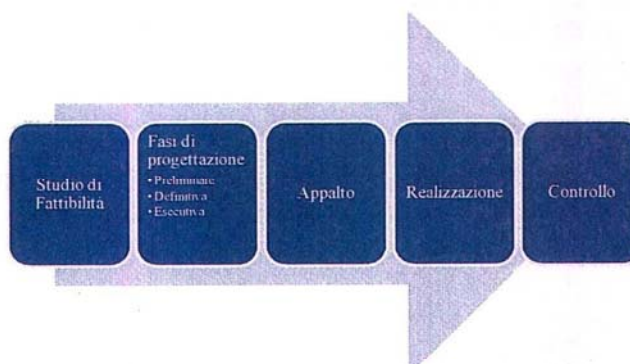 Studio di
Fattibilità
Fasi di
progettazione
• Preliminare
• Definitiva
• Esecutiva
Appalto
Realizzazione
Controllo